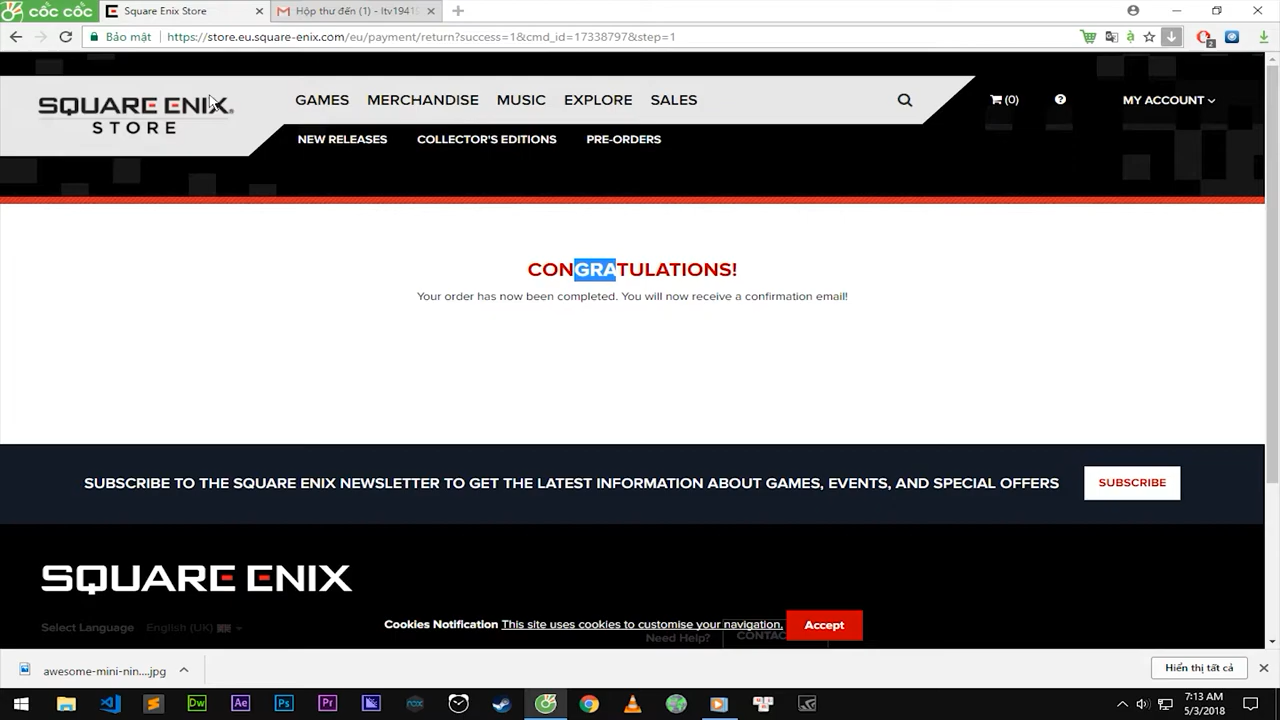 cốc cốc
Square Enix Store
Hộp thư đến (1) - ltv1941
Bảo mật
https://store.eu.square-enix.com/eu/payment/return?success=1&cmd_id=17338797&step=1
SQUARE ENIX
STORE
GAMES MERCHANDISE MUSIC EXPLORE SALES
(0)
MY ACCOUNT
NEW RELEASES COLLECTOR'S EDITIONS PRE-ORDERS
CONGRATULATIONS!
Your order has now been completed. You will now receive a confirmation email!
SUBSCRIBE TO THE SQUARE ENIX NEWSLETTER TO GET THE LATEST INFORMATION ABOUT GAMES, EVENTS, AND SPECIAL OFFERS
SUBSCRIBE
SQUARE ENIX
Select Language English (UK)
Cookies Notification This site uses cookies to customise your navigation.
Accept
Need Help?
awesome-mini-nin....jpg
Hiển thị tất cả
Dw Ae Ps Pr
7:13 AM
5/3/2018